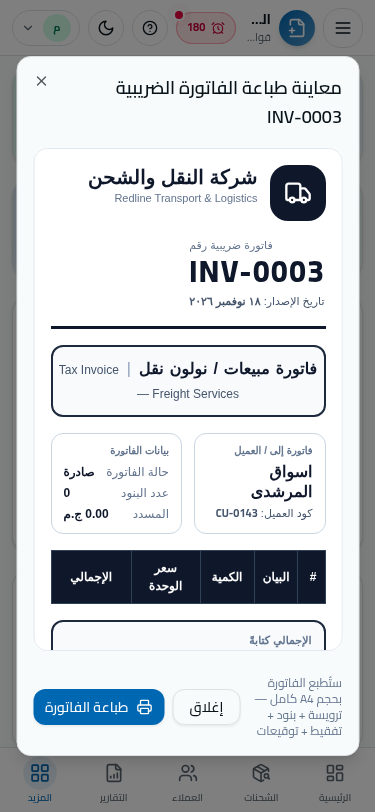 الـ...
فوا...
180
م
معاينة طباعة الفاتورة الضريبية
INV-0003
شركة النقل والشحن
Redline Transport & Logistics
فاتورة ضريبية رقم
INV-0003
تاريخ الإصدار: ١٨ نوفمبر ٢٠٢٦
فاتورة مبيعات / نولون نقل | Tax Invoice
— Freight Services
فاتورة إلى / العميل
اسواق
المرشدى
كود العميل: CU-0143
بيانات الفاتورة
حالة الفاتورة صادرة
عدد البنود 0
المسدد 0.00 ج.م
# البيان الكمية سعر الوحدة الإجمالي
الإجمالي كتابةً
ستُطبع الفاتورة
بحجم A4 كامل —
ترويسة + بنود +
تفقيط + توقيعات
إغلاق
طباعة الفاتورة
الرئيسية
الشحنات
العملاء
التقارير
المزيد